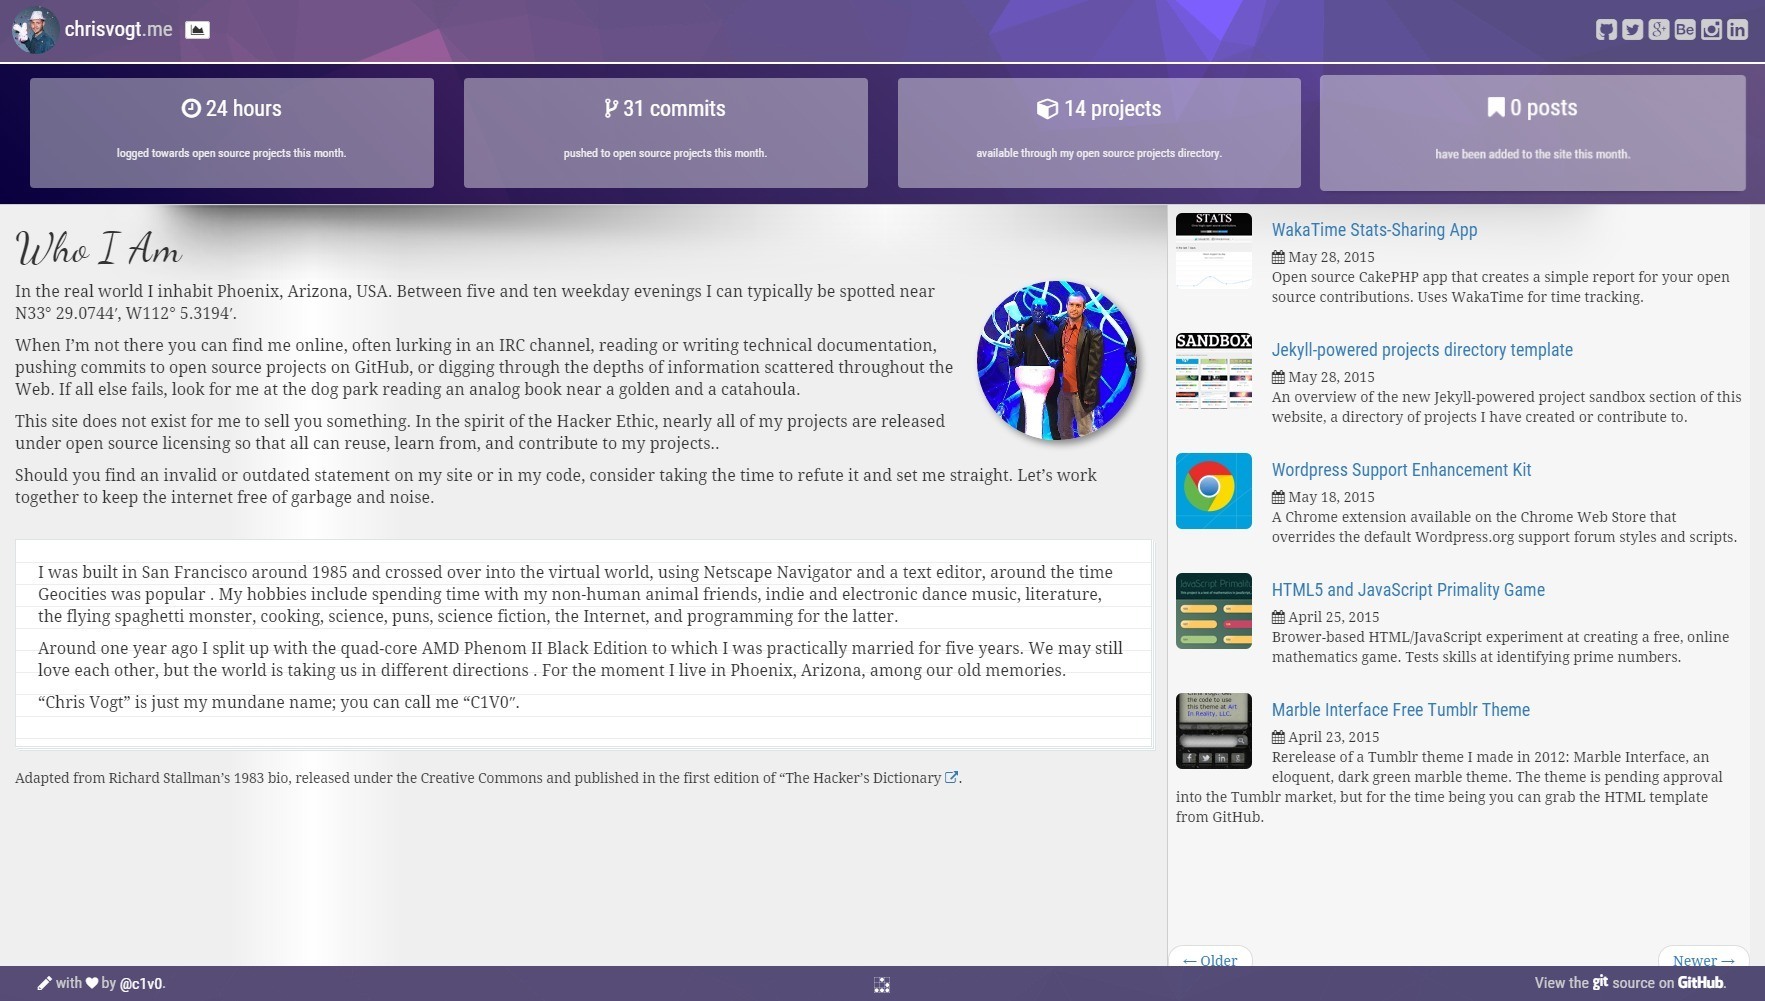 chrisvogt.me
24 hours
logged towards open source projects this month.
31 commits
pushed to open source projects this month.
14 projects
available through my open source projects directory.
0 posts
have been added to the site this month.
Who I Am
In the real world I inhabit Phoenix, Arizona, USA. Between five and ten weekday evenings I can typically be spotted near
N33° 29.0744′, W112° 5.3194′.
When I’m not there you can find me online, often lurking in an IRC channel, reading or writing technical documentation,
pushing commits to open source projects on GitHub, or digging through the depths of information scattered throughout the
Web. If all else fails, look for me at the dog park reading an analog book near a golden and a catahoula.
This site does not exist for me to sell you something. In the spirit of the Hacker Ethic, nearly all of my projects are released
under open source licensing so that all can reuse, learn from, and contribute to my projects..
Should you find an invalid or outdated statement on my site or in my code, consider taking the time to refute it and set me straight. Let’s work
together to keep the internet free of garbage and noise.
I was built in San Francisco around 1985 and crossed over into the virtual world, using Netscape Navigator and a text editor, around the time
Geocities was popular . My hobbies include spending time with my non-human animal friends, indie and electronic dance music, literature,
the flying spaghetti monster, cooking, science, puns, science fiction, the Internet, and programming for the latter.
Around one year ago I split up with the quad-core AMD Phenom II Black Edition to which I was practically married for five years. We may still
love each other, but the world is taking us in different directions . For the moment I live in Phoenix, Arizona, among our old memories.
“Chris Vogt” is just my mundane name; you can call me “C1V0″.
Adapted from Richard Stallman’s 1983 bio, released under the Creative Commons and published in the first edition of “The Hacker’s Dictionary .
STATS
WakaTime Stats-Sharing App
May 28, 2015
Open source CakePHP app that creates a simple report for your open
source contributions. Uses WakaTime for time tracking.
SANDBOX
Jekyll-powered projects directory template
May 28, 2015
An overview of the new Jekyll-powered project sandbox section of this
website, a directory of projects I have created or contribute to.
Wordpress Support Enhancement Kit
May 18, 2015
A Chrome extension available on the Chrome Web Store that
overrides the default Wordpress.org support forum styles and scripts.
JavaScript Primalit
HTML5 and JavaScript Primality Game
April 25, 2015
Brower-based HTML/JavaScript experiment at creating a free, online
mathematics game. Tests skills at identifying prime numbers.
the code to use
this theme at Art
In Reality, LLC.
Marble Interface Free Tumblr Theme
April 23, 2015
Rerelease of a Tumblr theme I made in 2012: Marble Interface, an
eloquent, dark green marble theme. The theme is pending approval
into the Tumblr market, but for the time being you can grab the HTML template
from GitHub.
← Older
Newer →
with by @c1v0.
View the git source on GitHub.